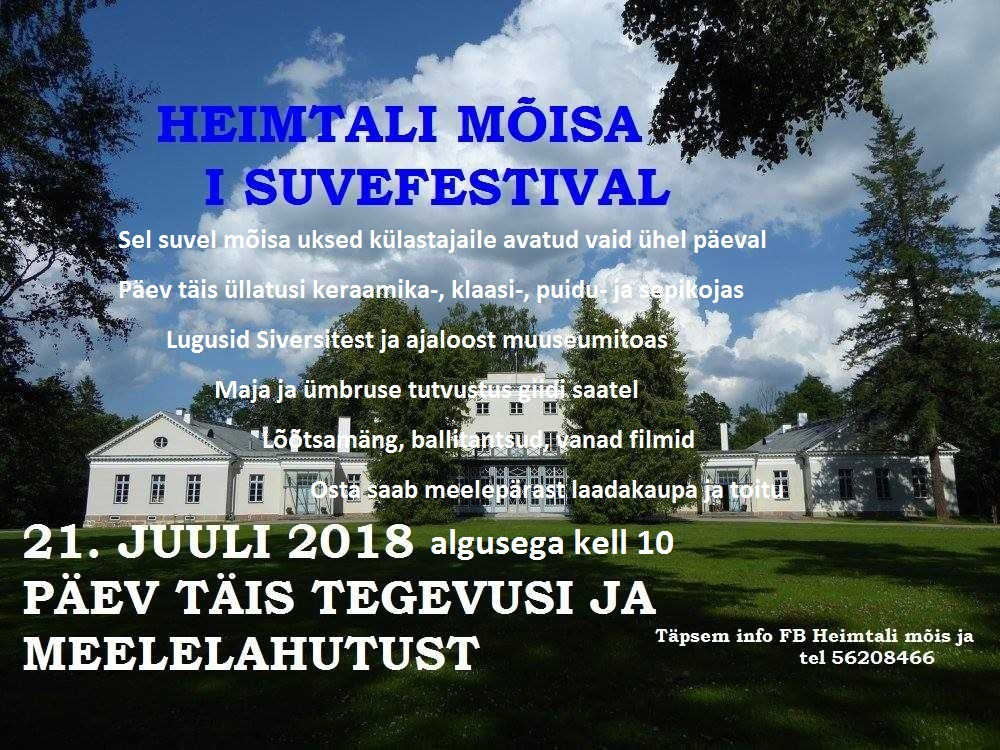 HEIMTALI MÕISA
I SUVEFESTIVAL
Sel suvel mõisa uksed külastajaile avatud vaid ühel päeval
Päev täis üllatusi keraamika-, klaasi-, puidu- ja sepikojas
Lugusid Siversitest ja ajaloost muuseumitoas
Maja ja ümbruse tutvustus giidi saatel
Lõõtsamäng, ballitantsud, vanad filmid
Osta saab meelepärast laadakaupa ja toitu
21. JUULI 2018 algusega kell 10
PÄEV TÄIS TEGEVUSI JA
MEELELAHUTUST
Täpsem info FB Heimtali mõis ja
tel 56208466